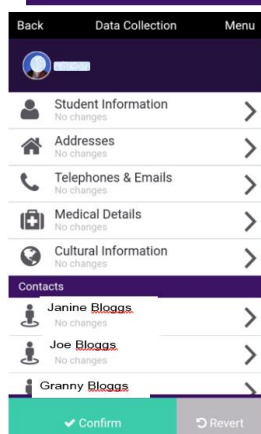 Back Data Collection Menu
Student Information
No changes
Addresses
No changes
Telephones & Emails
No changes
Medical Details
No changes
Cultural Information
No changes
Contacts
Janine Bloggs
No changes
Joe Bloggs
No changes
Granny Bloggs
Confirm Revert